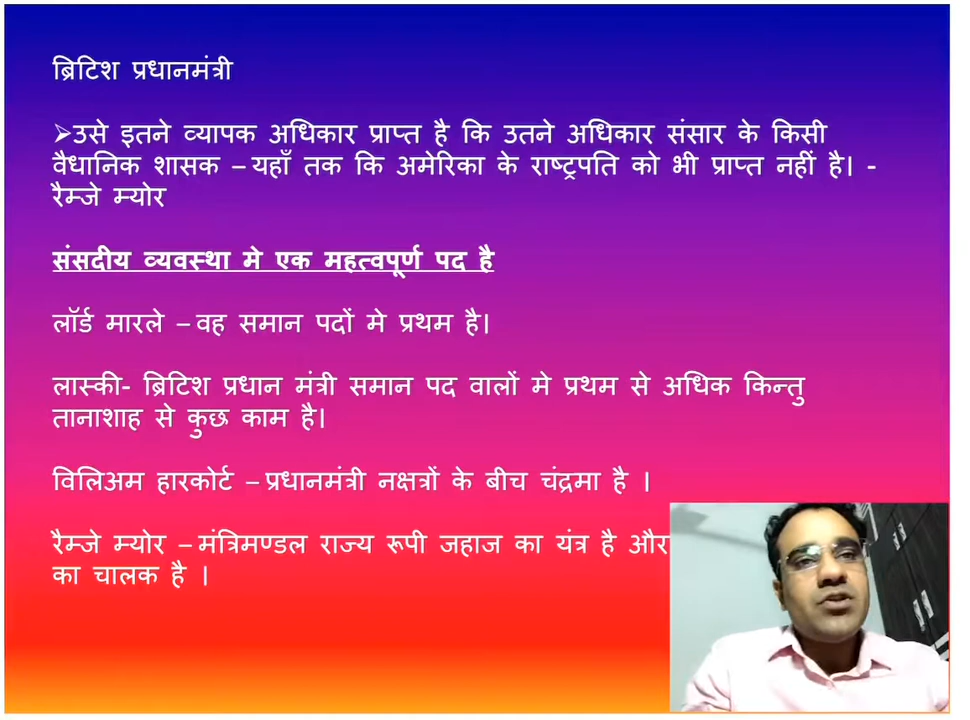 ब्रिटिश प्रधानमंत्री
➢उसे इतने व्यापक अधिकार प्राप्त है कि उतने अधिकार संसार के किसी
वैधानिक शासक – यहाँ तक कि अमेरिका के राष्ट्रपति को भी प्राप्त नहीं है। -
रैम्जे म्योर
संसदीय व्यवस्था मे एक महत्वपूर्ण पद है
लॉर्ड मारले – वह समान पदों मे प्रथम है।
लास्की- ब्रिटिश प्रधान मंत्री समान पद वालों मे प्रथम से अधिक किन्तु
तानाशाह से कुछ काम है।
विलिअम हारकोर्ट – प्रधानमंत्री नक्षत्रों के बीच चंद्रमा है ।
रैम्जे म्योर – मंत्रिमण्डल राज्य रूपी जहाज का यंत्र है और
का चालक है ।